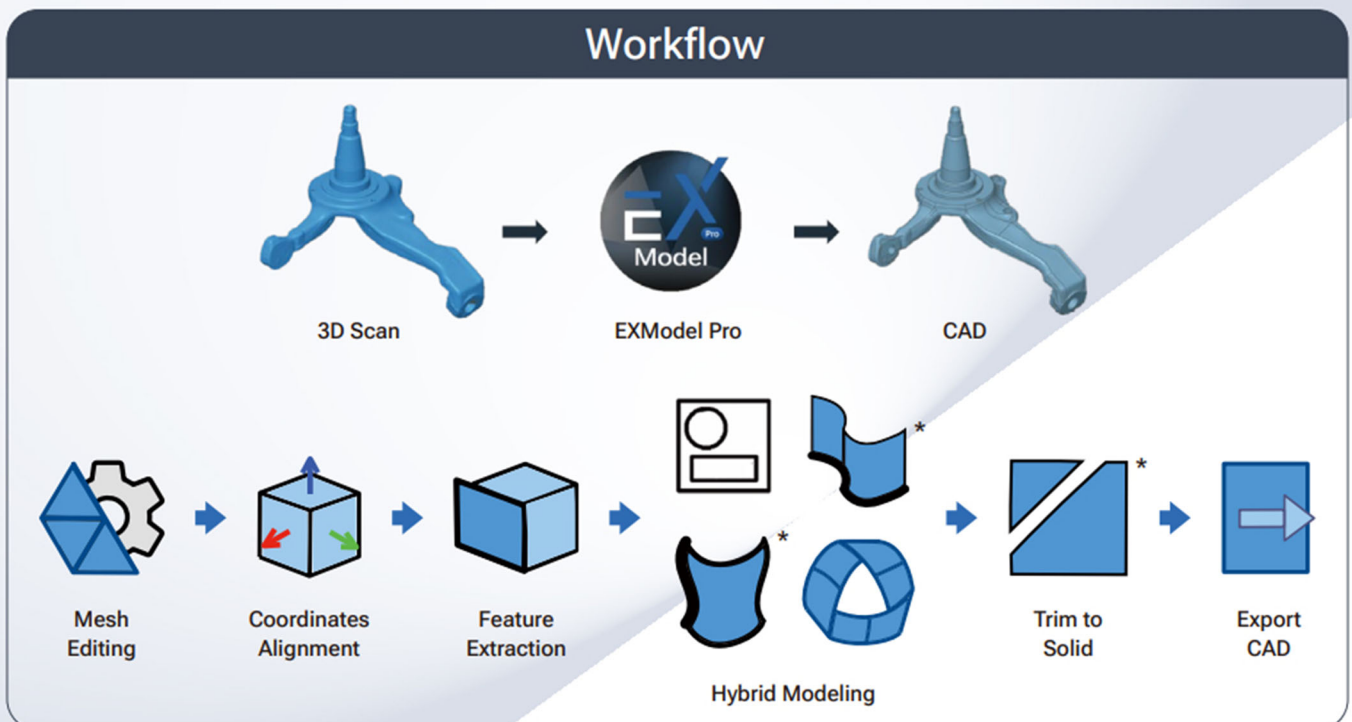 Workflow
EX
Pro
Model
3D Scan
EXModel Pro
CAD
*
*
*
Mesh
Editing
Coordinates
Alignment
Feature
Extraction
Hybrid Modeling
Trim to
Solid
Export
CAD